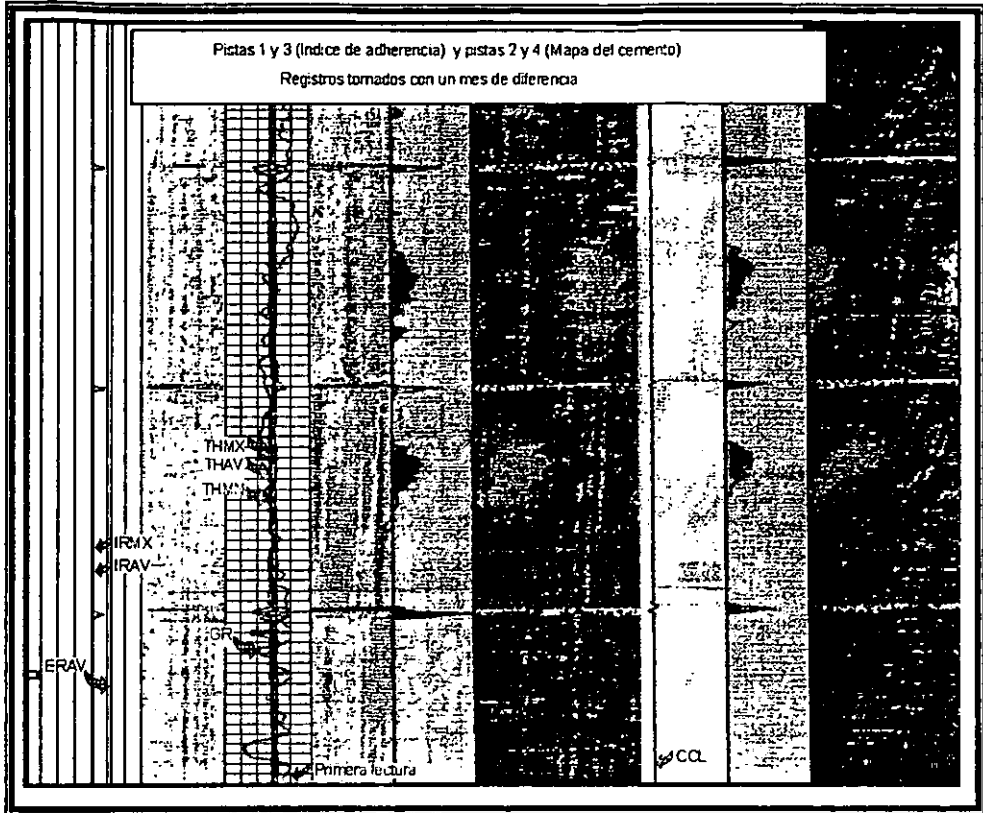 Pistas 1 y 3 (Indice de adherencia) y pistas 2 y 4 (Mapa del cemento)
Registros tomados con un mes de diferencia
THMX
THAV
THMN
IRMX
IRAV
GR
ERAV
CCL
Primera lectura